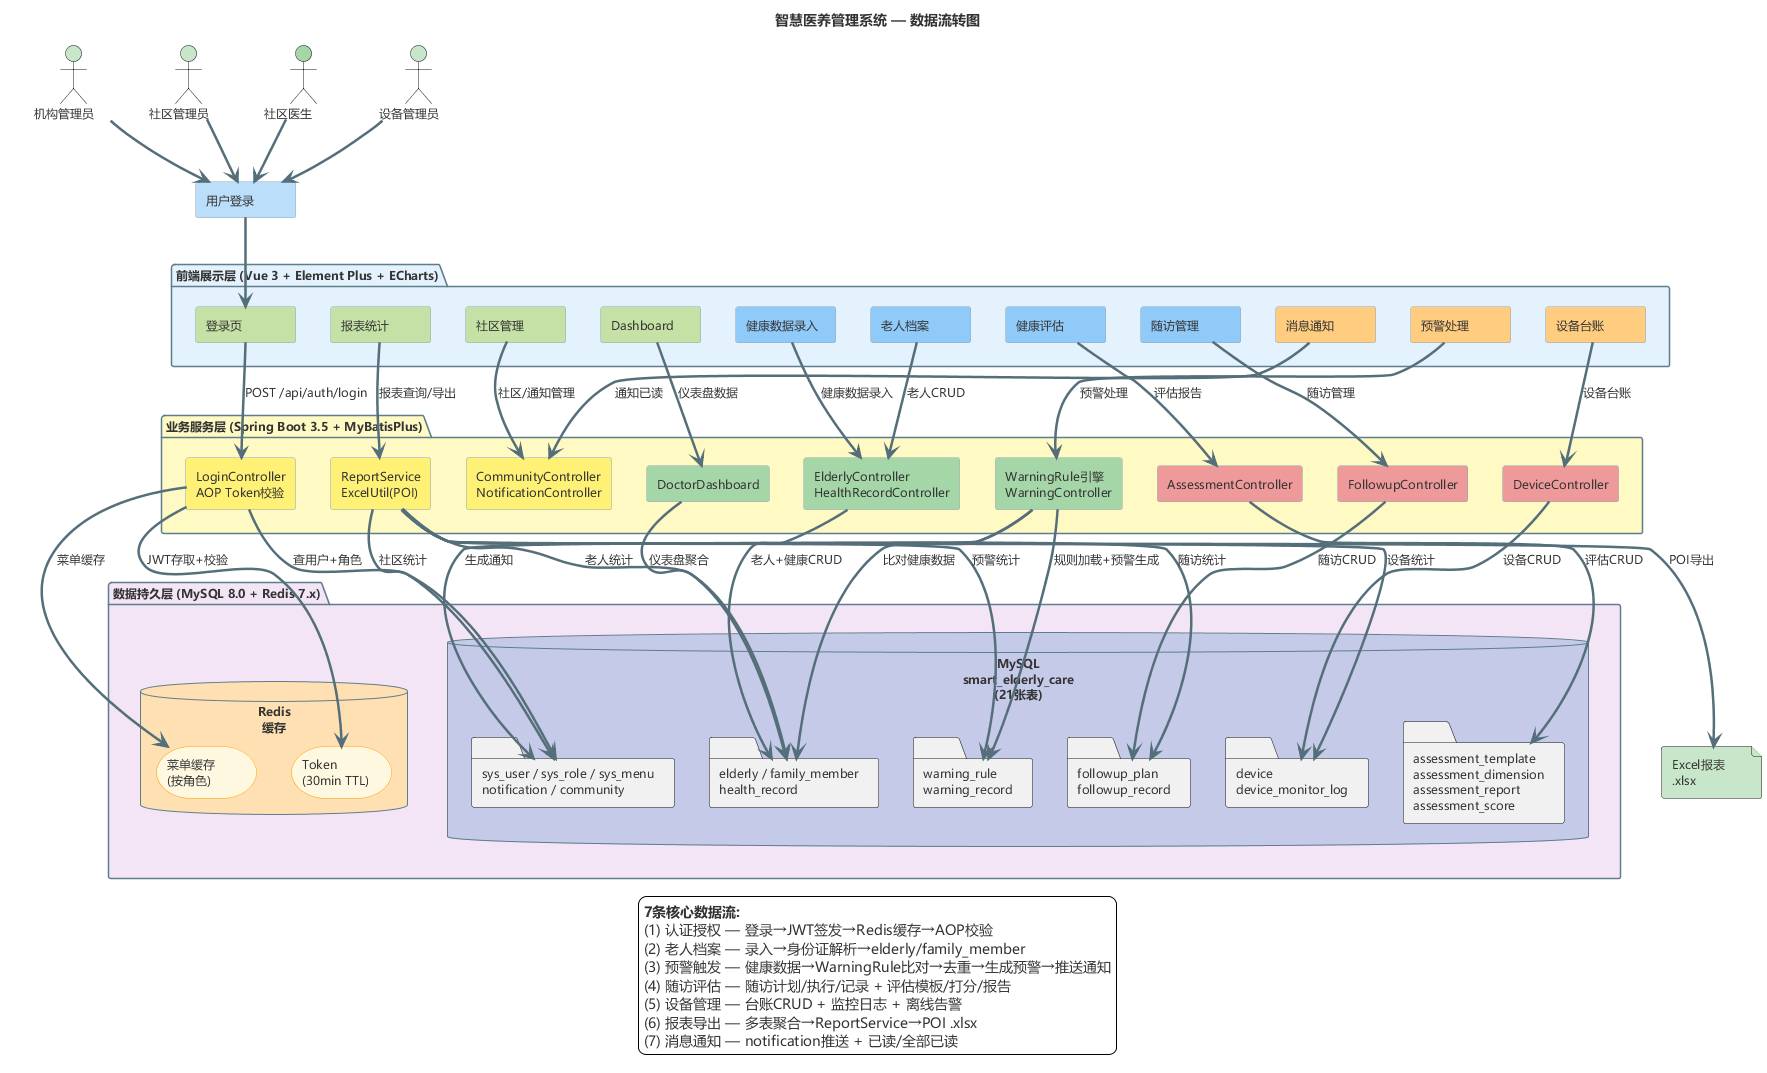 智慧医养管理系统 — 数据流转图
机构管理员
社区管理员
社区医生
设备管理员
用户登录
前端展示层 (Vue 3 + Element Plus + ECharts)
登录页
报表统计
社区管理
Dashboard
健康数据录入
老人档案
健康评估
随访管理
消息通知
预警处理
设备台账
POST /api/auth/login
报表查询/导出
社区/通知管理
通知已读
仪表盘数据
健康数据录入
老人CRUD
预警处理
评估报告
随访管理
设备台账
业务服务层 (Spring Boot 3.5 + MyBatisPlus)
LoginController
AOP Token校验
ReportService
ExcelUtil(POI)
CommunityController
NotificationController
DoctorDashboard
ElderlyController
HealthRecordController
WarningRule引擎
WarningController
AssessmentController
FollowupController
DeviceController
菜单缓存
JWT存取+校验
查用户+角色
社区统计
生成通知
老人统计
仪表盘聚合
老人+健康CRUD
比对健康数据
预警统计
规则加载+预警生成
随访统计
随访CRUD
设备统计
设备CRUD
评估CRUD
POI导出
数据持久层 (MySQL 8.0 + Redis 7.x)
Redis
缓存
菜单缓存
(按角色)
Token
(30min TTL)
MySQL
smart_elderly_care
(21张表)
sys_user / sys_role / sys_menu
notification / community
elderly / family_member
health_record
warning_rule
warning_record
followup_plan
followup_record
device
device_monitor_log
assessment_template
assessment_dimension
assessment_report
assessment_score
Excel报表
.xlsx
7条核心数据流:
(1) 认证授权 — 登录→JWT签发→Redis缓存→AOP校验
(2) 老人档案 — 录入→身份证解析→elderly/family_member
(3) 预警触发 — 健康数据→WarningRule比对→去重→生成预警→推送通知
(4) 随访评估 — 随访计划/执行/记录 + 评估模板/打分/报告
(5) 设备管理 — 台账CRUD + 监控日志 + 离线告警
(6) 报表导出 — 多表聚合→ReportService→POI .xlsx
(7) 消息通知 — notification推送 + 已读/全部已读